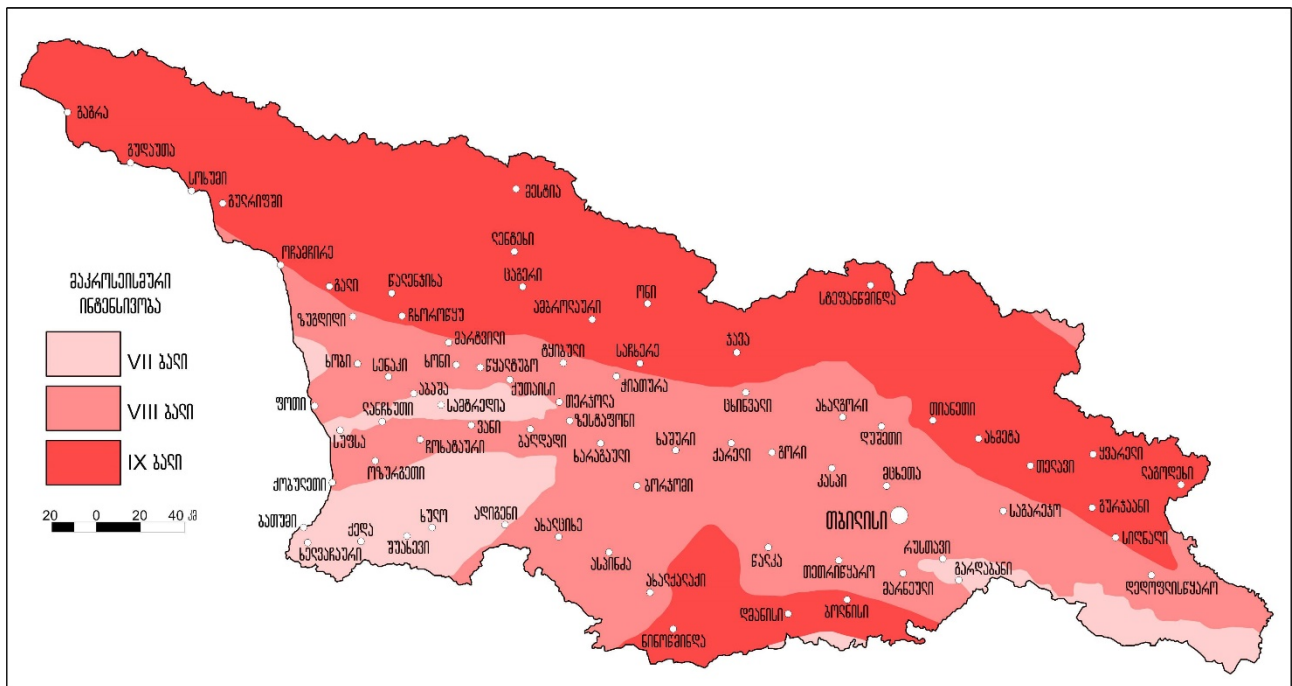 გაგრა
გუდაუთა
სოხუმი
გულრიფში
მესტია
ოჩამჩირე
ლენტეხი
გალი
წალენჯიხა
ცაგერი
ონი
სტეფანწმინდა
მაკროსეისმური
ინტენსივობა
VII ბალი
VIII ბალი
IX ბალი
20 0 20 40 კმ
ზუგდიდი
ჩხოროწყუ
ამბროლაური
მარტვილი
ჯავა
ხობი
სენაკი
ხონი
წყალტუბო
ტყიბული
საჩხერე
ქუთაისი
ჭიათურა
აბაშა
ფოთი
ლანჩხუთი
სამტრედია
თერჯოლა
ცხინვალი
ახალგორი
თიანეთი
სუფსა
ვანი
ზესტაფონი
დუშეთი
ჩოხატაური
ბაღდადი
ხარაგაული
ხაშური
ქარელი
გორი
ახმეტა
ყვარელი
ოზურგეთი
კასპი
მცხეთა
თელავი
ლაგოდეხი
ქობულეთი
ბორჯომი
გურჯაანი
საგარეჯო
თბილისი
ბათუმი
ქედა
ხულო
ადიგენი
ახალციხე
სიღნაღი
ხელვაჩაური
შუახევი
ასპინძა
წალკა
თეთრიწყარო
რუსთავი
გარდაბანი
მარნეული
დედოფლისწყარო
ახალქალაქი
დმანისი
ბოლნისი
ნინოწმინდა